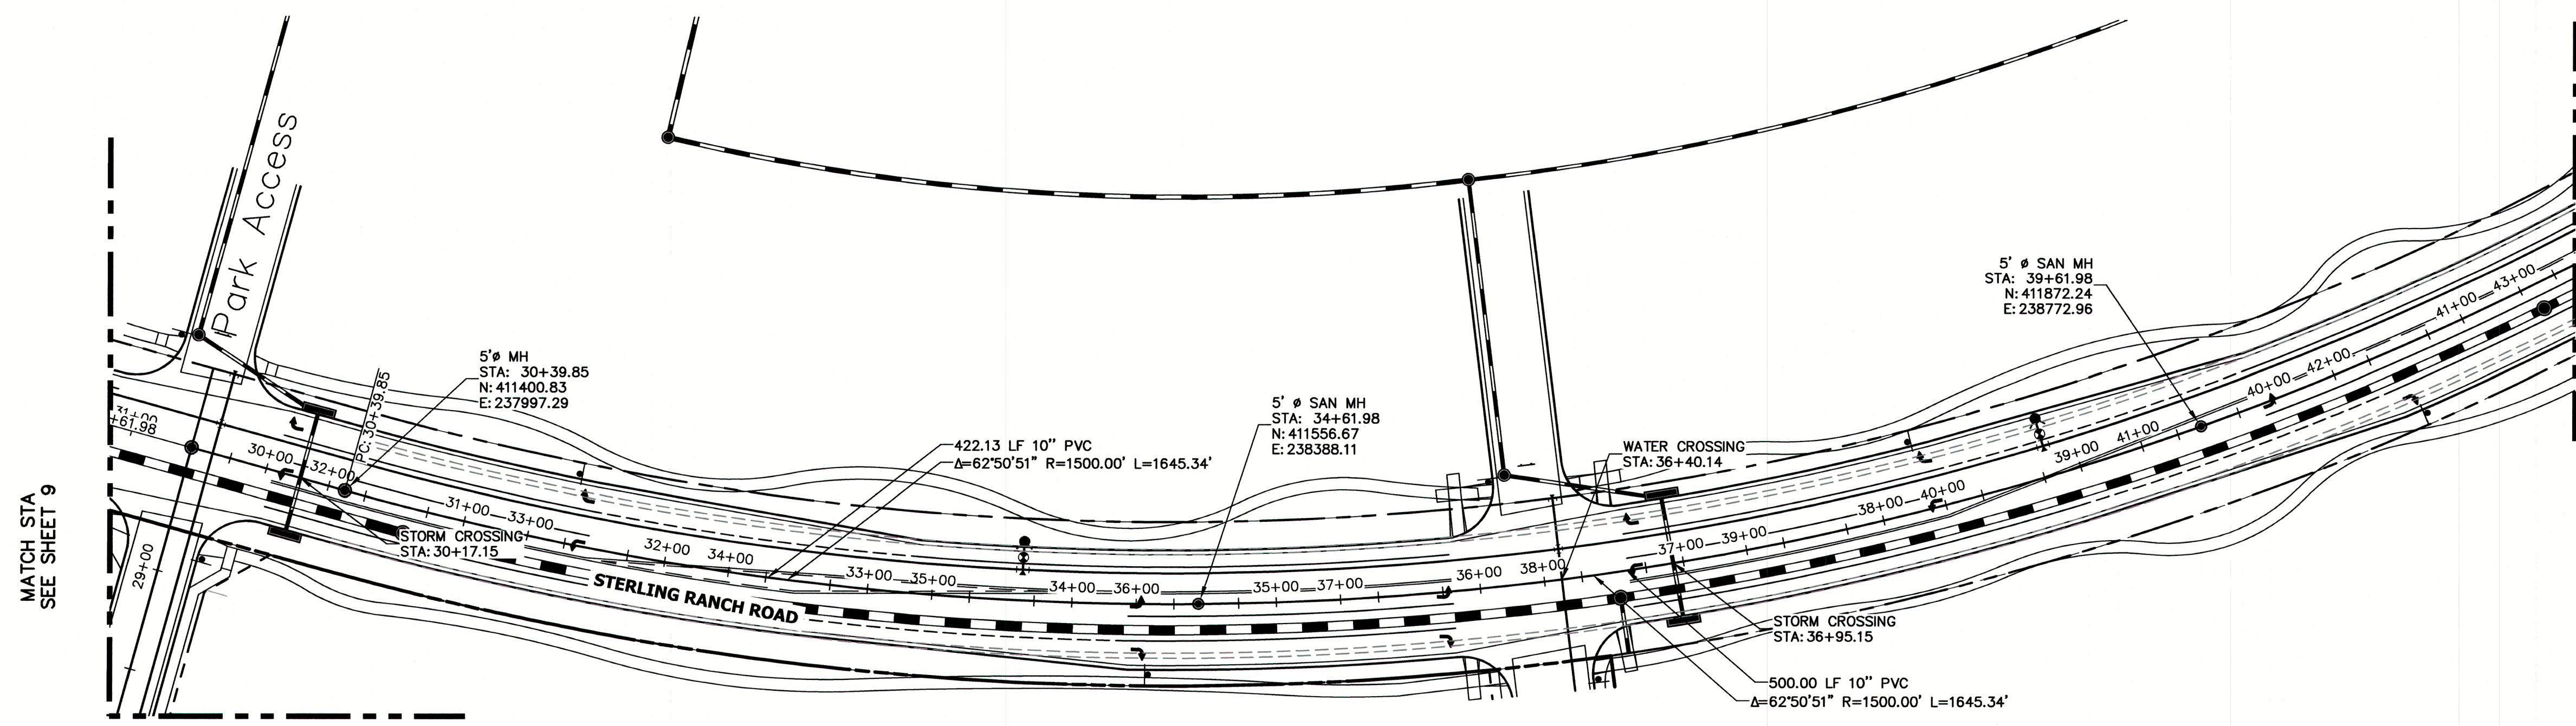 MATCH STA
SEE SHEET 9
Park Access
5'ø MH
STA: 30+39.85
N: 411400.83
E: 237997.29
PC: 30+39.85
31+00
+61.98
29+00
30+00
32+00
STORM CROSSING
STA: 30+17.15
31+00
33+00
32+00
34+00
STERLING RANCH ROAD
422.13 LF 10" PVC
Δ=62°50'51" R=1500.00' L=1645.34'
33+00
35+00
34+00
36+00
5' ø SAN MH
STA: 34+61.98
N: 411556.67
E: 238388.11
35+00
37+00
36+00
38+00
WATER CROSSING
STA: 36+40.14
37+00
39+00
38+00
40+00
STORM CROSSING
STA: 36+95.15
500.00 LF 10" PVC
Δ=62°50'51" R=1500.00' L=1645.34'
5' ø SAN MH
STA: 39+61.98
N: 411872.24
E: 238772.96
39+00
41+00
40+00
42+00
41+00
43+00